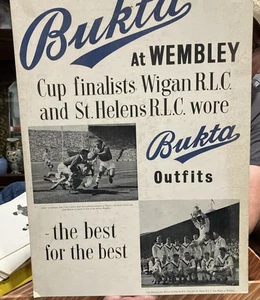 Bukta
At WEMBLEY
Cup finalists Wigan R.L.C.
and St. Helens R.L.C. wore
Bukta
Outfits
-the best
for the best